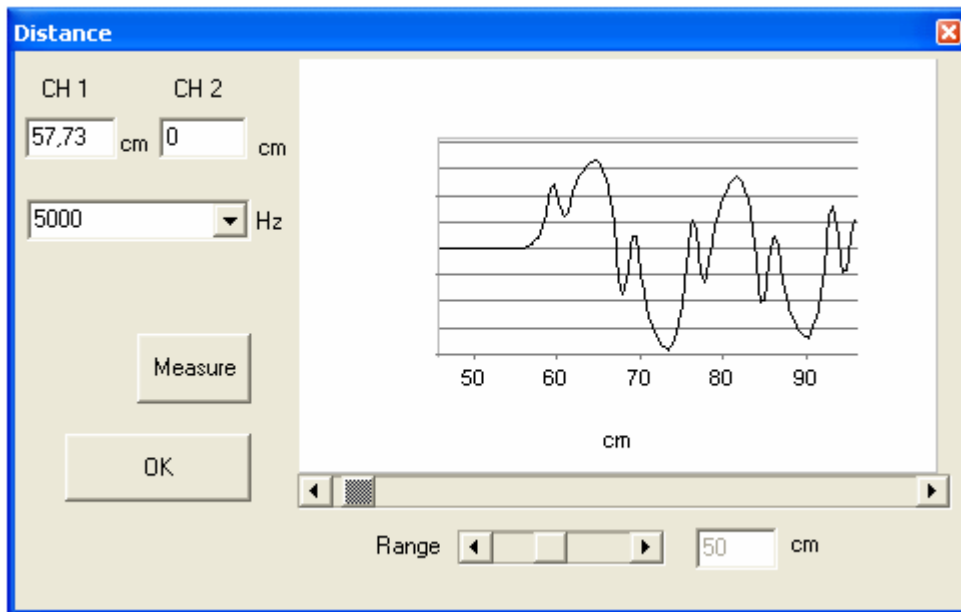 Distance
CH 1 CH 2
57,73 cm 0 cm
5000 Hz
Measure
OK
50 60 70 80 90
cm
Range 50 cm